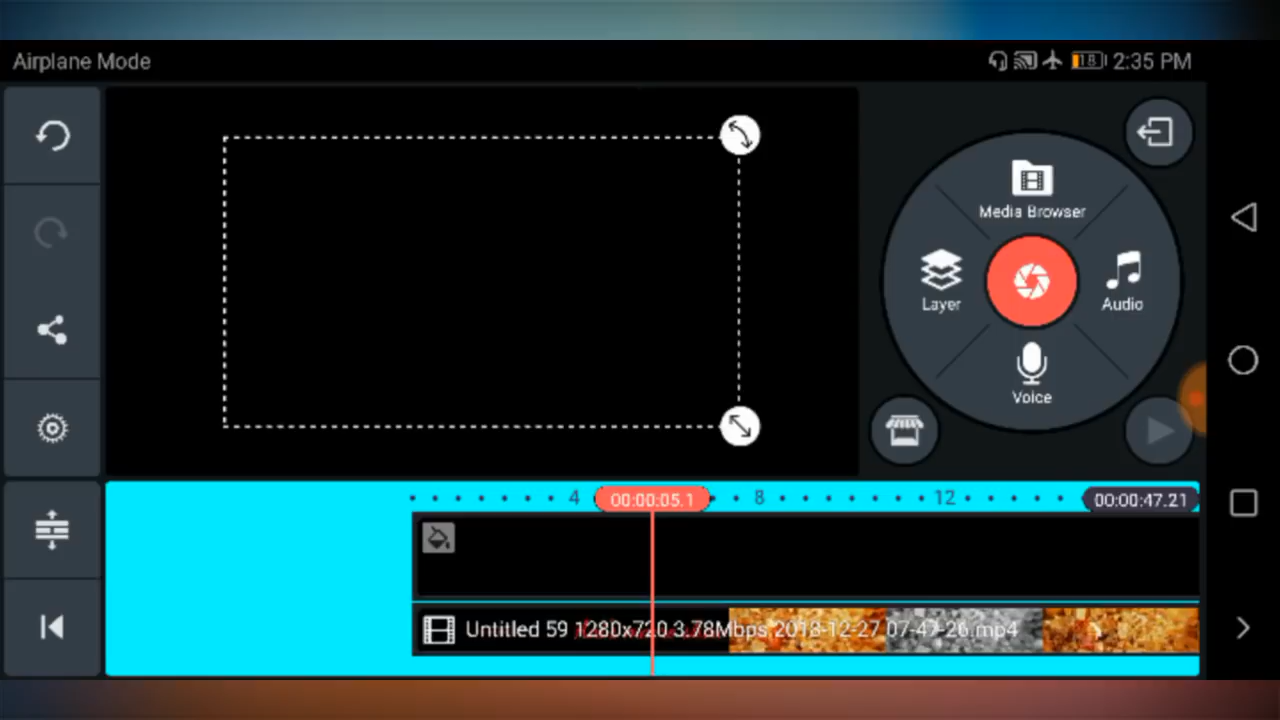 Airplane Mode
18 2:35 PM
Media Browser
Layer
Audio
Voice
4 00:00:05.1 8 12 00:00:47.21
Untitled 59 1280x720 3.78Mbps 2018-12-27 07-47-26.mp4